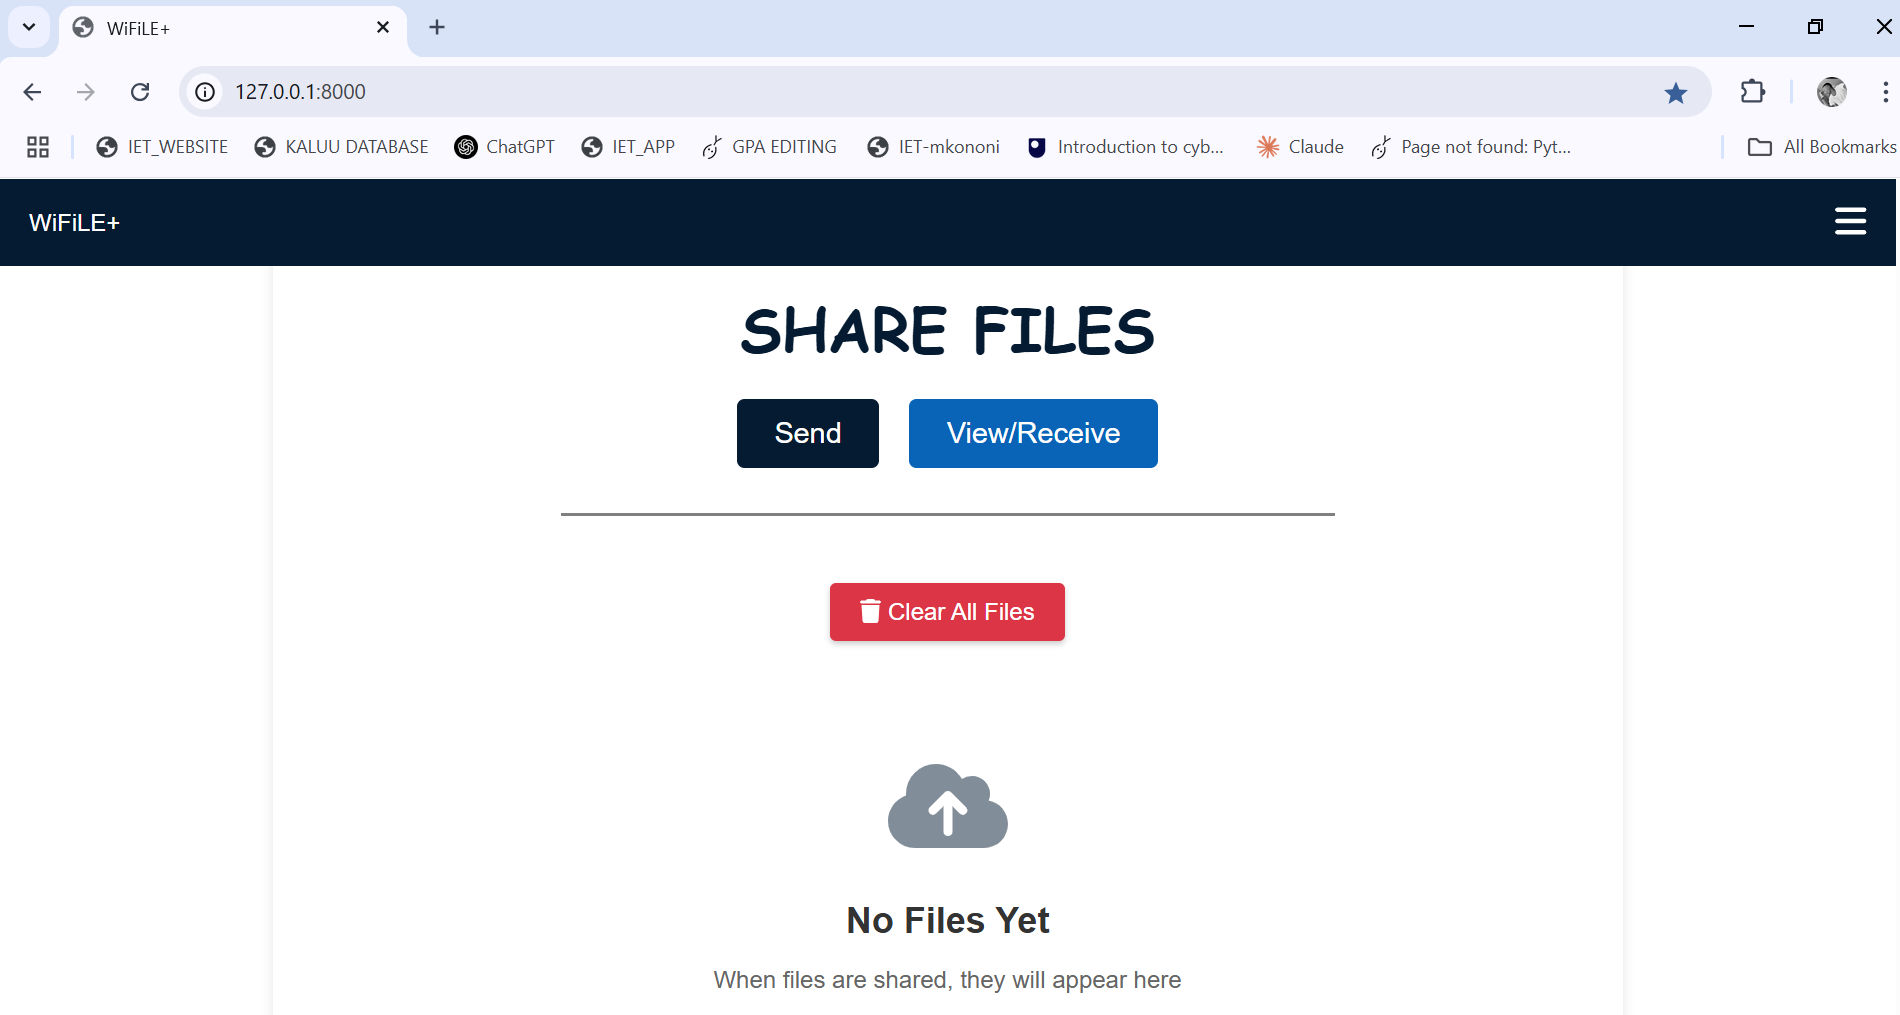 WiFiLE+
127.0.0.1:8000
IET_WEBSITE KALUU DATABASE ChatGPT IET_APP GPA EDITING IET-mkononi Introduction to cyb... Claude Page not found: Pyt... All Bookmarks
WiFiLE+
SHARE FILES
Send View/Receive
Clear All Files
No Files Yet
When files are shared, they will appear here